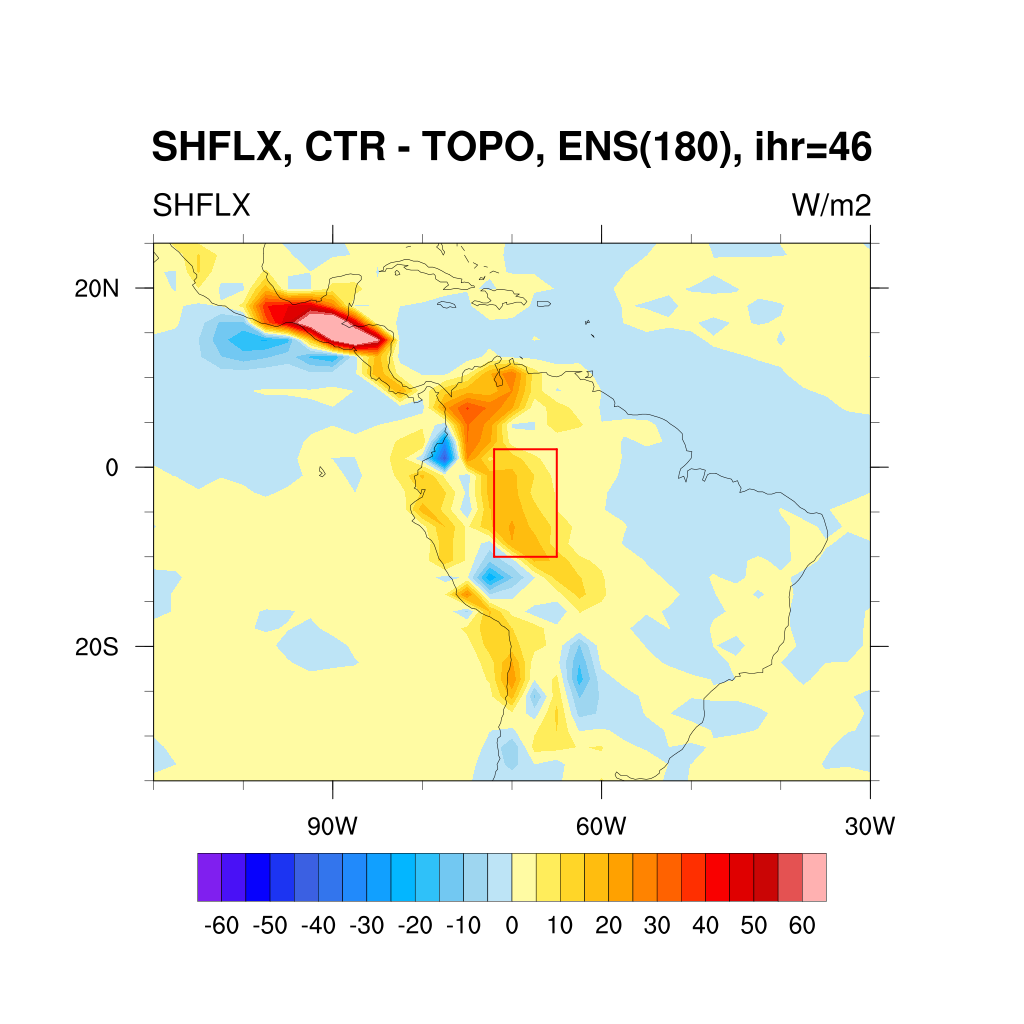 SHFLX, CTR - TOPO, ENS(180), ihr=46
SHFLX W/m2
20N
0
20S
90W 60W 30W
-60 -50 -40 -30 -20 -10 0 10 20 30 40 50 60